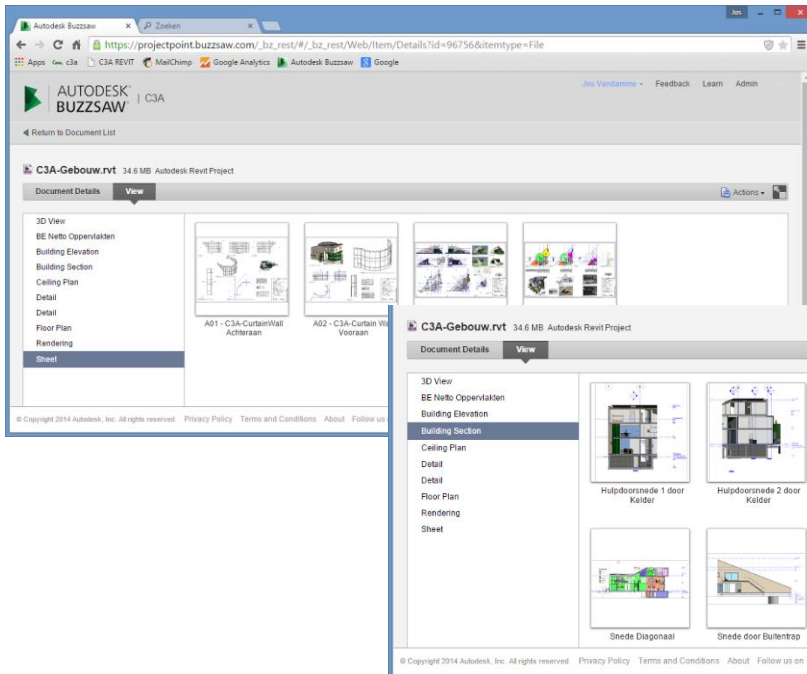 Jos
Autodesk Buzzsaw
Zoeken
https://projectpoint.buzzsaw.com/_bz_rest/#/_bz_rest/Web/Item/Details?id=96756&itemtype=File
Apps c3a C3A REVIT MailChimp Google Analytics Autodesk Buzzsaw Google
AUTODESK®
BUZZSAW® | C3A
Jos Vandamme Feedback Learn Admin
Return to Document List
C3A-Gebouw.rvt 34.6 MB Autodesk Revit Project
Document Details View
Actions
3D View
BE Netto Oppervlakten
Building Elevation
Building Section
Ceiling Plan
Detail
Detail
Floor Plan
Rendering
Sheet
A01 - C3A-CurtainWall
Achteraan
A02 - C3A-Curtain Wa
Vooraan
© Copyright 2014 Autodesk, Inc. All rights reserved. Privacy Policy Terms and Conditions About Follow us
C3A-Gebouw.rvt 34.6 MB Autodesk Revit Project
Document Details View
3D View
BE Netto Oppervlakten
Building Elevation
Building Section
Ceiling Plan
Detail
Detail
Floor Plan
Rendering
Sheet
Hulpdoorsnede 1 door
Kelder
Hulpdoorsnede 2 door
Kelder
Snede Diagonaal
Snede door Buitentrap
© Copyright 2014 Autodesk, Inc. All rights reserved. Privacy Policy Terms and Conditions About Follow us on